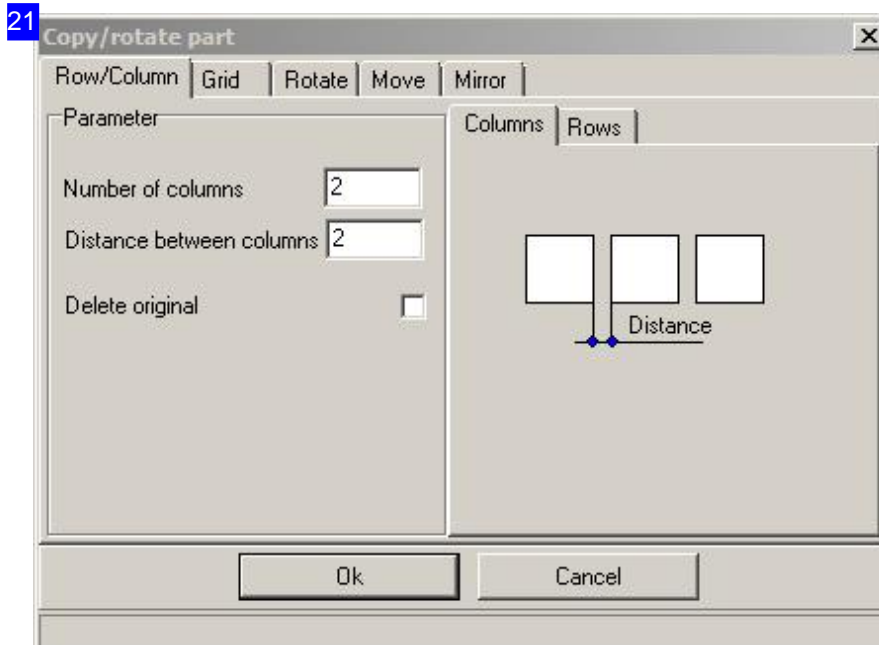 21
Copy/rotate part
Row/Column Grid Rotate Move Mirror
Parameter
Number of columns 2
Distance between columns 2
Delete original
Columns Rows
Distance
Ok Cancel